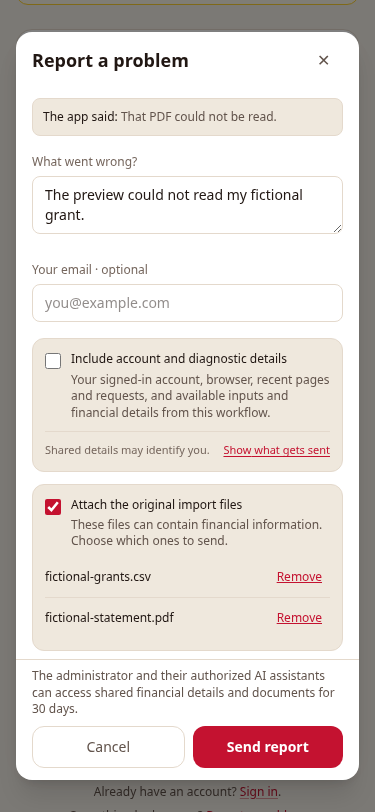 Report a problem
×
The app said: That PDF could not be read.
What went wrong?
The preview could not read my fictional
grant.
Your email · optional
you@example.com
Include account and diagnostic details
Your signed-in account, browser, recent pages
and requests, and available inputs and
financial details from this workflow.
Shared details may identify you. Show what gets sent
Attach the original import files
These files can contain financial information.
Choose which ones to send.
fictional-grants.csv Remove
fictional-statement.pdf Remove
The administrator and their authorized AI assistants
can access shared financial details and documents for
30 days.
Cancel Send report
Already have an account? Sign in.